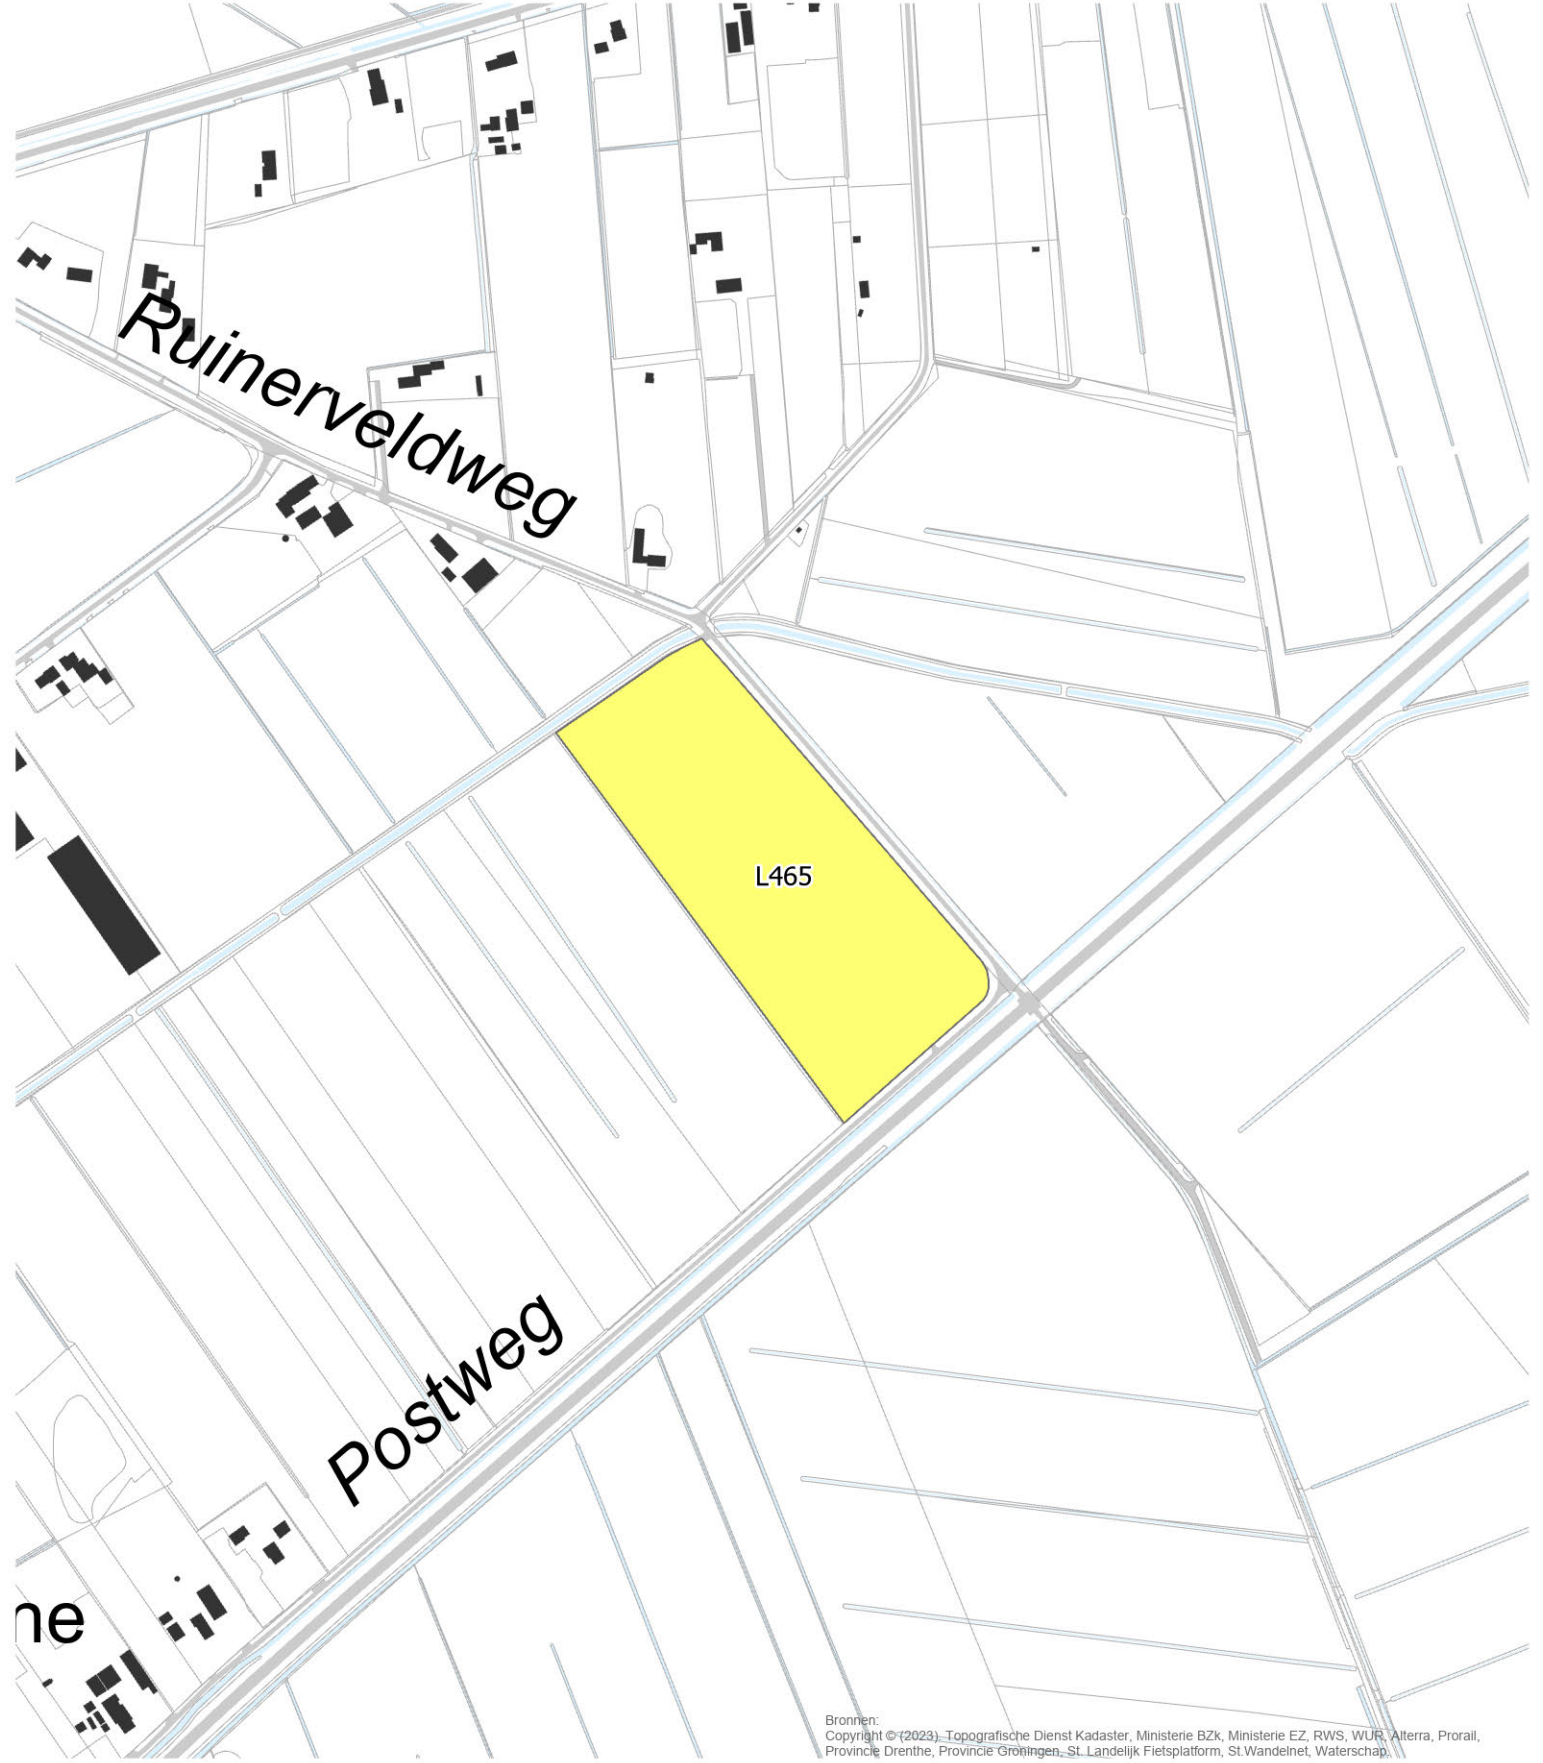 Ruinerveldweg
L465
Postweg
ne
Bronnen:
Copyright © (2023), Topografische Dienst Kadaster, Ministerie BZk, Ministerie EZ, RWS, WUR, Alterra, Prorail,
Provincie Drenthe, Provincie Groningen, St. Landelijk Fietsplatform, St.Wandelnet, Waterschap.